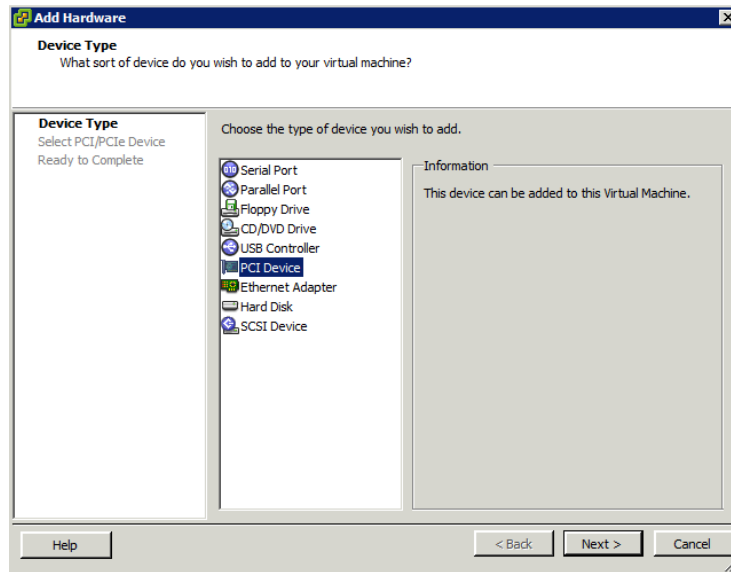 Add Hardware
Device Type
What sort of device do you wish to add to your virtual machine?
Device Type
Select PCI/PCIe Device
Ready to Complete
Choose the type of device you wish to add.
Serial Port
Parallel Port
Floppy Drive
CD/DVD Drive
USB Controller
PCI Device
Ethernet Adapter
Hard Disk
SCSI Device
Information
This device can be added to this Virtual Machine.
Help
< Back
Next >
Cancel